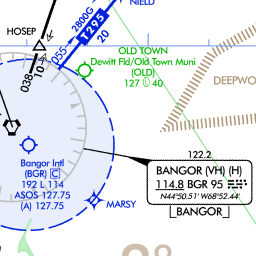 NIELD
HOSEP
2800G
T295
20
055
038
10
OLD TOWN
Dewitt Fld/Old Town Muni
(OLD)
127 L 40
DEEPWO
122.2
BANGOR (VH) (H)
114.8 BGR 95
N44°50.51' W68°52.44'
BANGOR
Bangor Intl
(BGR) C
192 L 114
ASOS 127.75
(A) 127.75
MARSY